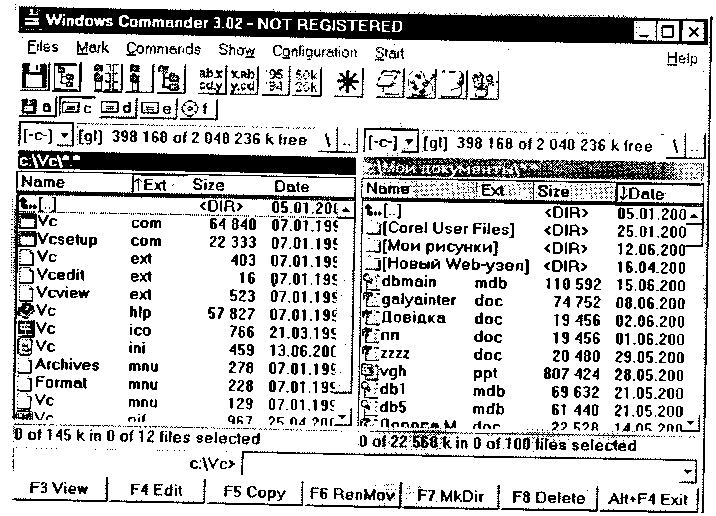 Windows Commander 3.02 - NOT REGISTERED
Files Mark Commands Show Configuration Start Help
abx cdy xab y.cd
a c d e f
[-c-] [gl] 398 168 of 2 040 236 k free \ .. [-c-] [gl] 398 168 of 2 040 236 k free \ ..
c:\Vc\*.*
Name ↑Ext Size Date
[..] <DIR> 05.01.200
Vc com 64 840 07.01.199
Vcsetup com 22 333 07.01.199
Vc ext 403 07.01.199
Vcedit ext 16 07.01.199
Vcview ext 523 07.01.199
Vc hlp 57 827 07.01.199
Vc ico 766 21.03.199
Vc ini 459 13.06.200
Archives mnu 278 07.01.199
Format mnu 228 07.01.199
Vc mnu 129 07.01.199
Vc pif 967 25.04.200
0 of 145 k in 0 of 12 files selected
c:\Мои документы\*.*
Name Ext Size ↓Date
[..] <DIR> 05.01.200
[Corel User Files] <DIR> 25.01.200
[Мои рисунки] <DIR> 12.06.200
[Новый Web-узел] <DIR> 16.04.200
dbmain mdb 110 592 15.06.200
galyainter doc 74 752 08.06.200
Довідка doc 19 456 02.06.200
пп doc 19 456 01.06.200
zzzz doc 20 480 29.05.200
vgh ppt 807 424 28.05.200
db1 mdb 69 632 21.05.200
db5 mdb 61 440 21.05.200
doc 22 528 14.05.200
0 of 22 568 k in 0 of 100 files selected
c:\Vc>
F3 View F4 Edit F5 Copy F6 RenMov F7 MkDir F8 Delete Alt+F4 Exit